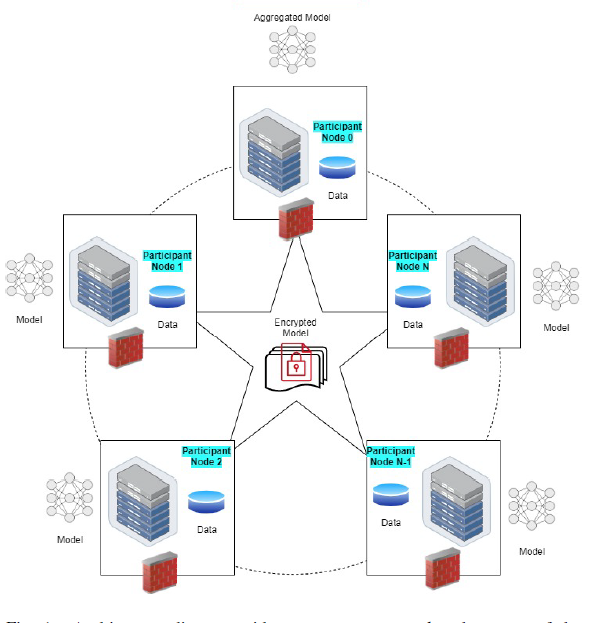 Aggregated Model
Participant
Node 0
Data
Participant
Node 1
Data
Model
Participant
Node N
Data
Model
Encrypted
Model
Participant
Node 2
Data
Model
Participant
Node N-1
Data
Model